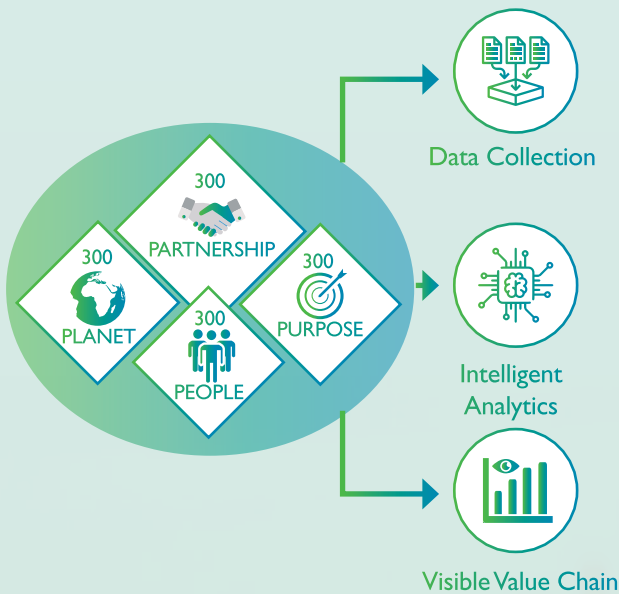 300
PARTNERSHIP
300
PLANET
300
PURPOSE
300
PEOPLE
Data Collection
Intelligent
Analytics
Visible Value Chain